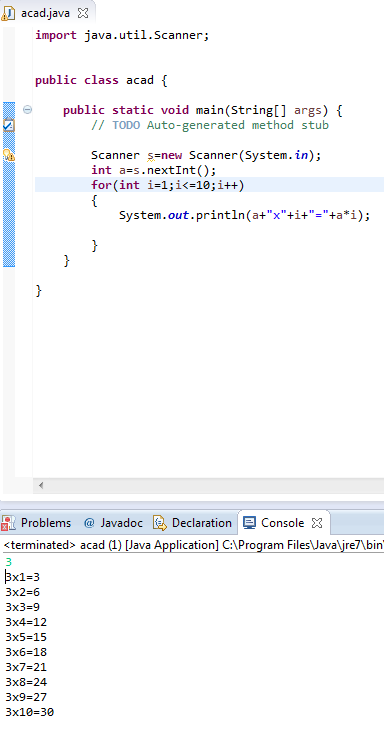 acad.java
import java.util.Scanner;
public class acad {
public static void main(String[] args) {
// TODO Auto-generated method stub
Scanner s=new Scanner(System.in);
int a=s.nextInt();
for(int i=1;i<=10;i++)
{
System.out.println(a+"x"+i+"="+a*i);
}
}
}
Problems @ Javadoc Declaration Console
<terminated> acad (1) [Java Application] C:\Program Files\Java\jre7\bin\
3
3x1=3
3x2=6
3x3=9
3x4=12
3x5=15
3x6=18
3x7=21
3x8=24
3x9=27
3x10=30